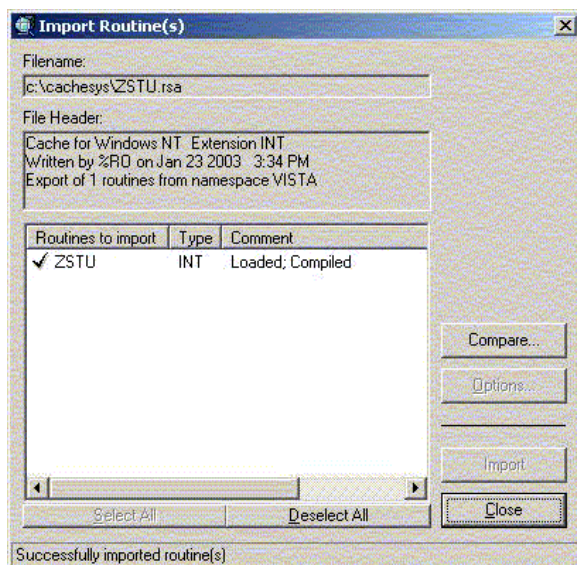 Import Routine(s)
Filename:
c:\cachesys\ZSTU.rsa
File Header:
Cache for Windows NT Extension INT
Written by %RO on Jan 23 2003 3:34 PM
Export of 1 routines from namespace VISTA
Routines to import Type Comment
ZSTU INT Loaded; Compiled
Compare...
Options...
Import
Select All Deselect All Close
Successfully imported routine(s)